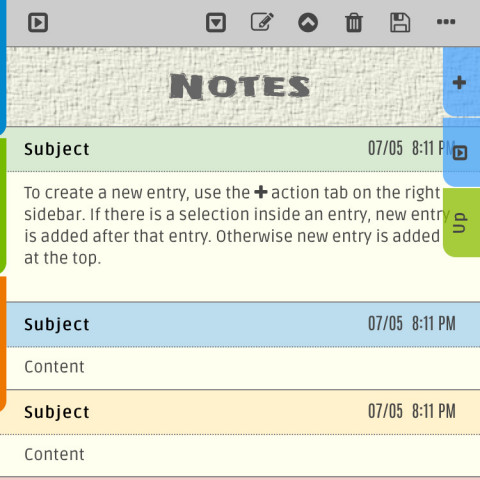 NOTES
Subject 07/05 8:11 PM
To create a new entry, use the + action tab on the right
sidebar. If there is a selection inside an entry, new entry
is added after that entry. Otherwise new entry is added
at the top.
Up
Subject 07/05 8:11 PM
Content
Subject 07/05 8:11 PM
Content